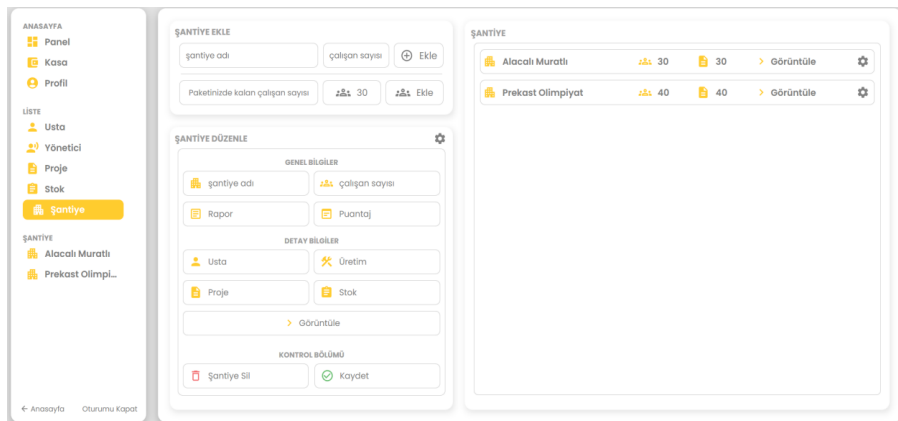 ANASAYFA
Panel
Kasa
Profil
LİSTE
Usta
Yönetici
Proje
Stok
Şantiye
ŞANTİYE
Alacalı Muratlı
Prekast Olimpi...
← Anasayfa Oturumu Kapat
ŞANTİYE EKLE
şantiye adı çalışan sayısı Ekle
Paketinizde kalan çalışan sayısı 30 Ekle
ŞANTİYE DÜZENLE
GENEL BİLGİLER
şantiye adı çalışan sayısı
Rapor Puantaj
DETAY BİLGİLER
Usta Üretim
Proje Stok
Görüntüle
KONTROL BÖLÜMÜ
Şantiye Sil Kaydet
ŞANTİYE
Alacalı Muratlı 30 30 Görüntüle
Prekast Olimpiyat 40 40 Görüntüle